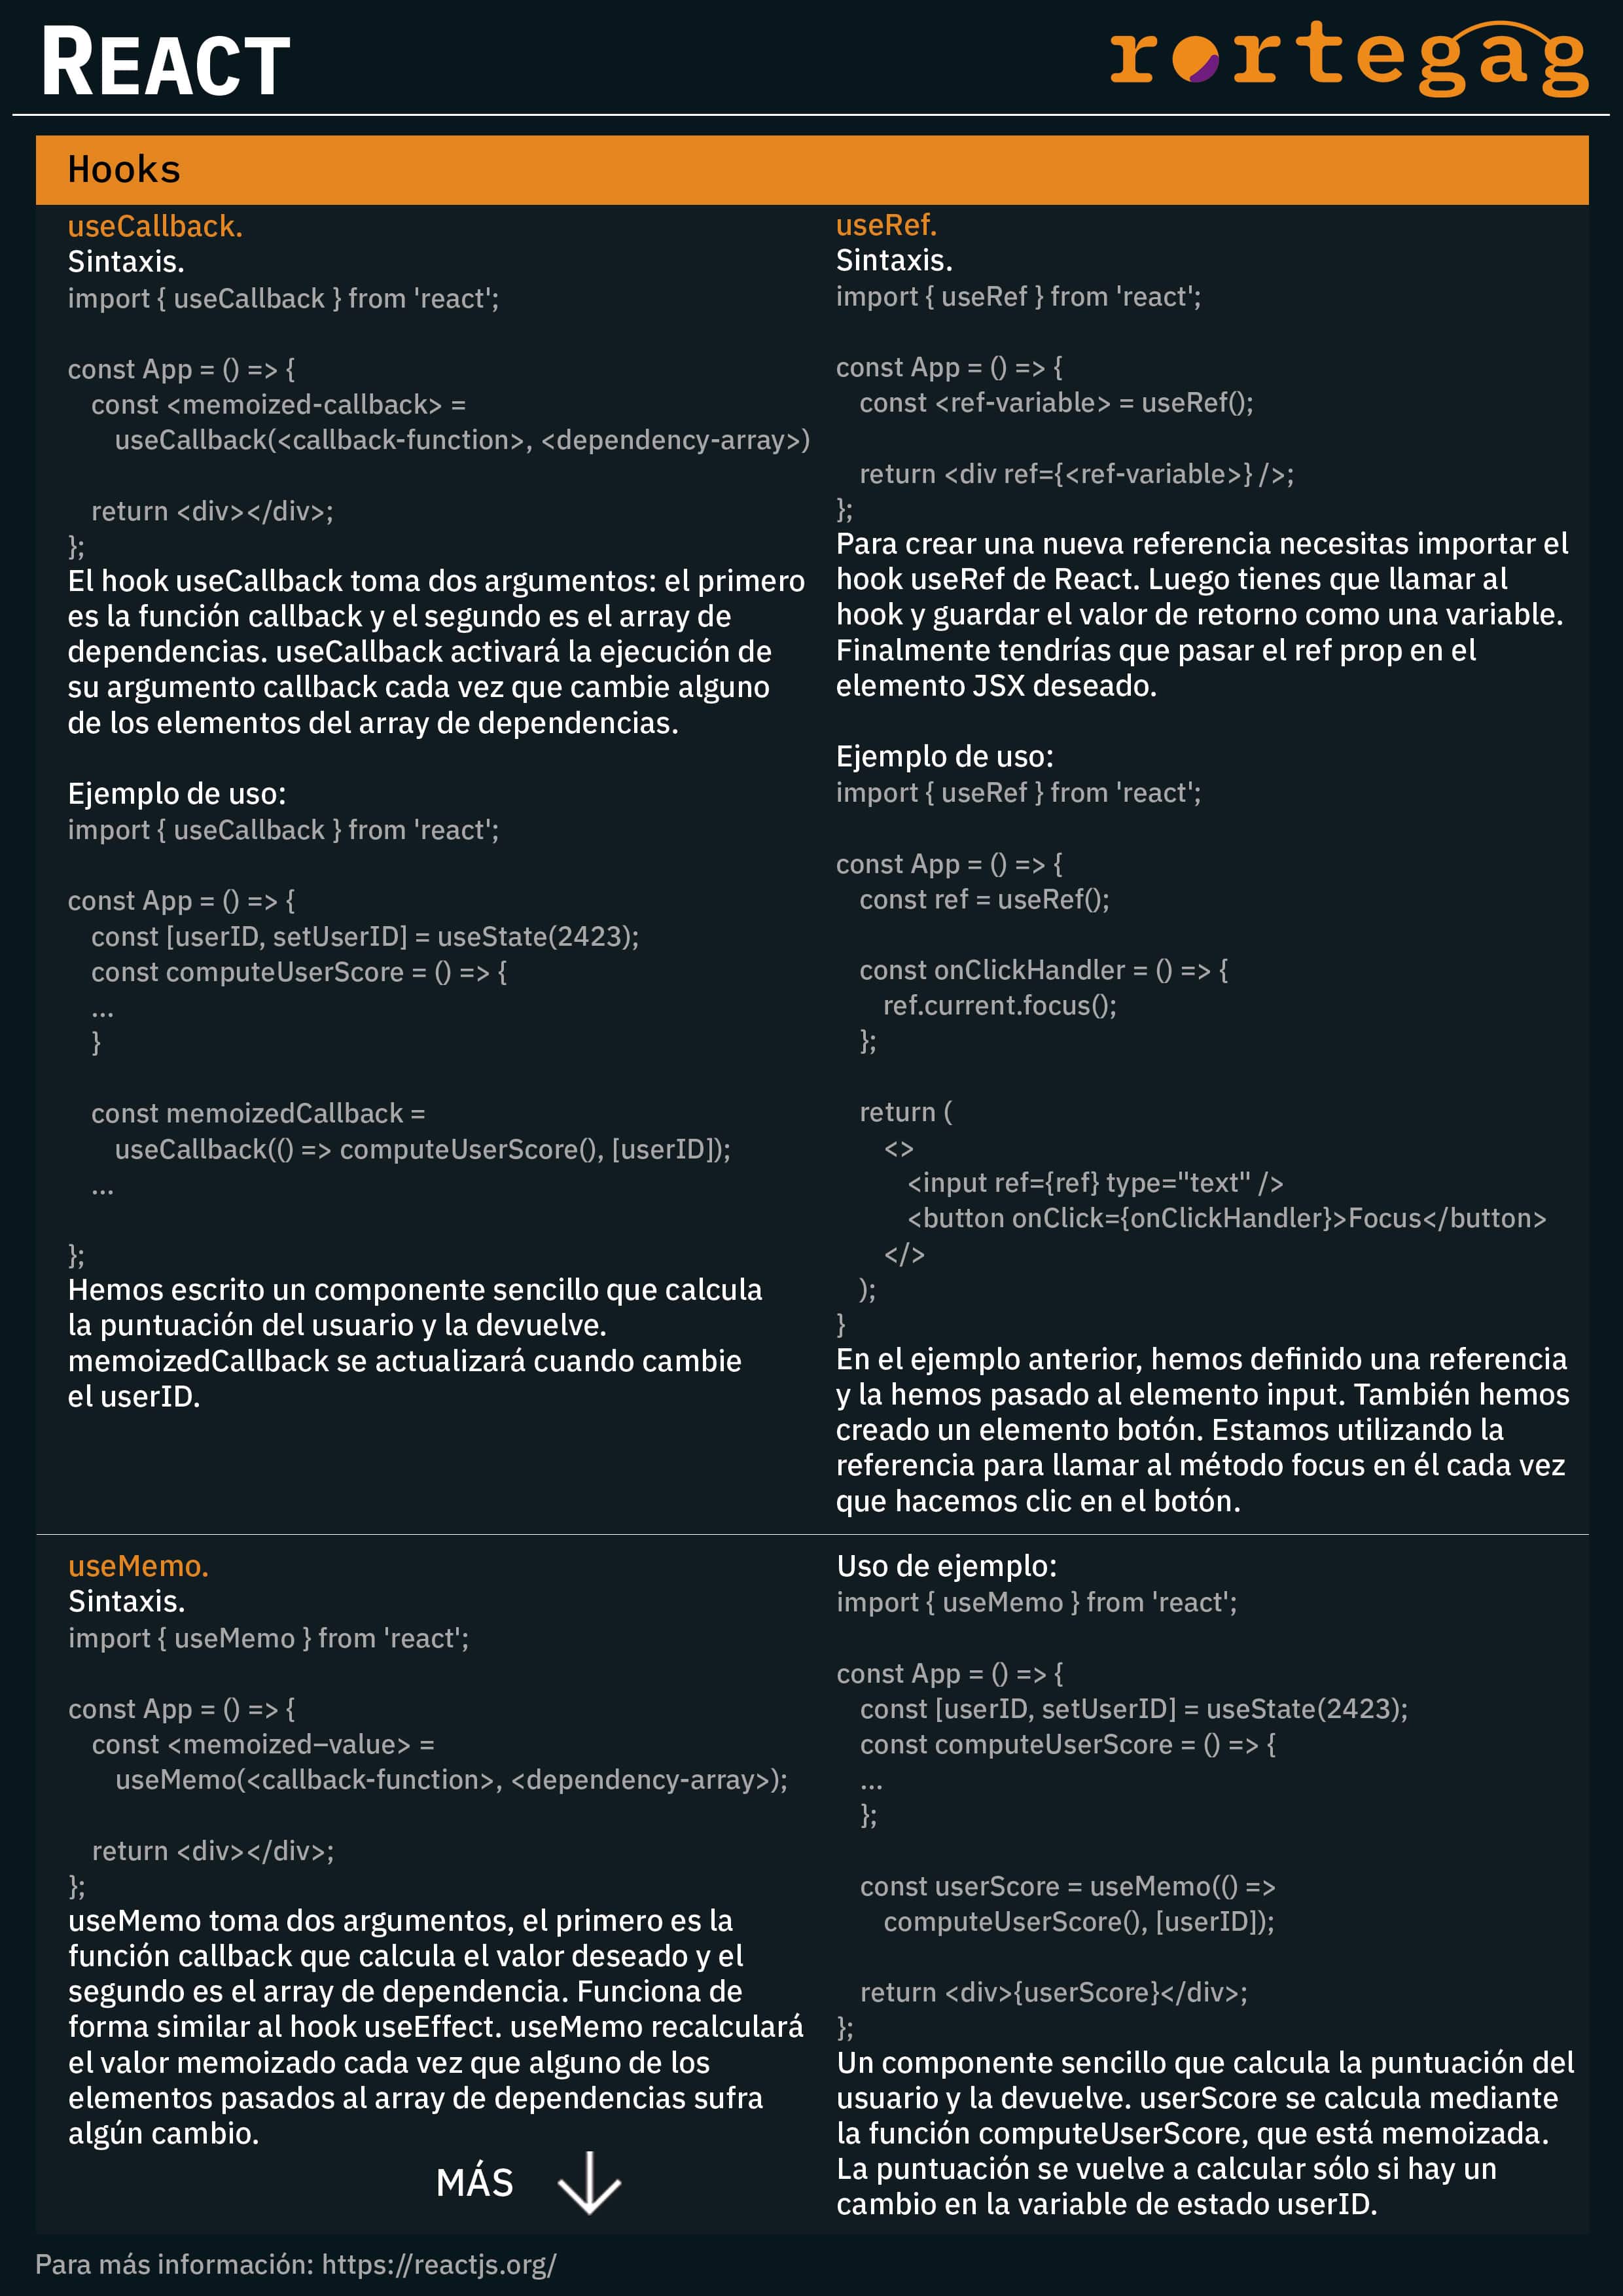 REACT
rortegag
Hooks
useCallback.
Sintaxis.
import { useCallback } from 'react';
const App = () => {
const <memoized-callback> =
useCallback(<callback-function>, <dependency-array>)
return <div></div>;
};
El hook useCallback toma dos argumentos: el primero
es la función callback y el segundo es el array de
dependencias. useCallback activará la ejecución de
su argumento callback cada vez que cambie alguno
de los elementos del array de dependencias.
Ejemplo de uso:
import { useCallback } from 'react';
const App = () => {
const [userID, setUserID] = useState(2423);
const computeUserScore = () => {
...
}
const memoizedCallback =
useCallback(() => computeUserScore(), [userID]);
...
};
Hemos escrito un componente sencillo que calcula
la puntuación del usuario y la devuelve.
memoizedCallback se actualizará cuando cambie
el userID.
useRef.
Sintaxis.
import { useRef } from 'react';
const App = () => {
const <ref-variable> = useRef();
return <div ref={<ref-variable>} />;
};
Para crear una nueva referencia necesitas importar el
hook useRef de React. Luego tienes que llamar al
hook y guardar el valor de retorno como una variable.
Finalmente tendrías que pasar el ref prop en el
elemento JSX deseado.
Ejemplo de uso:
import { useRef } from 'react';
const App = () => {
const ref = useRef();
const onClickHandler = () => {
ref.current.focus();
};
return (
<>
<input ref={ref} type="text" />
<button onClick={onClickHandler}>Focus</button>
</>
);
}
En el ejemplo anterior, hemos definido una referencia
y la hemos pasado al elemento input. También hemos
creado un elemento botón. Estamos utilizando la
referencia para llamar al método focus en él cada vez
que hacemos clic en el botón.
useMemo.
Sintaxis.
import { useMemo } from 'react';
const App = () => {
const <memoized–value> =
useMemo(<callback-function>, <dependency-array>);
return <div></div>;
};
useMemo toma dos argumentos, el primero es la
función callback que calcula el valor deseado y el
segundo es el array de dependencia. Funciona de
forma similar al hook useEffect. useMemo recalculará
el valor memoizado cada vez que alguno de los
elementos pasados al array de dependencias sufra
algún cambio.
MÁS
Uso de ejemplo:
import { useMemo } from 'react';
const App = () => {
const [userID, setUserID] = useState(2423);
const computeUserScore = () => {
...
};
const userScore = useMemo(() =>
computeUserScore(), [userID]);
return <div>{userScore}</div>;
};
Un componente sencillo que calcula la puntuación del
usuario y la devuelve. userScore se calcula mediante
la función computeUserScore, que está memoizada.
La puntuación se vuelve a calcular sólo si hay un
cambio en la variable de estado userID.
Para más información: https://reactjs.org/